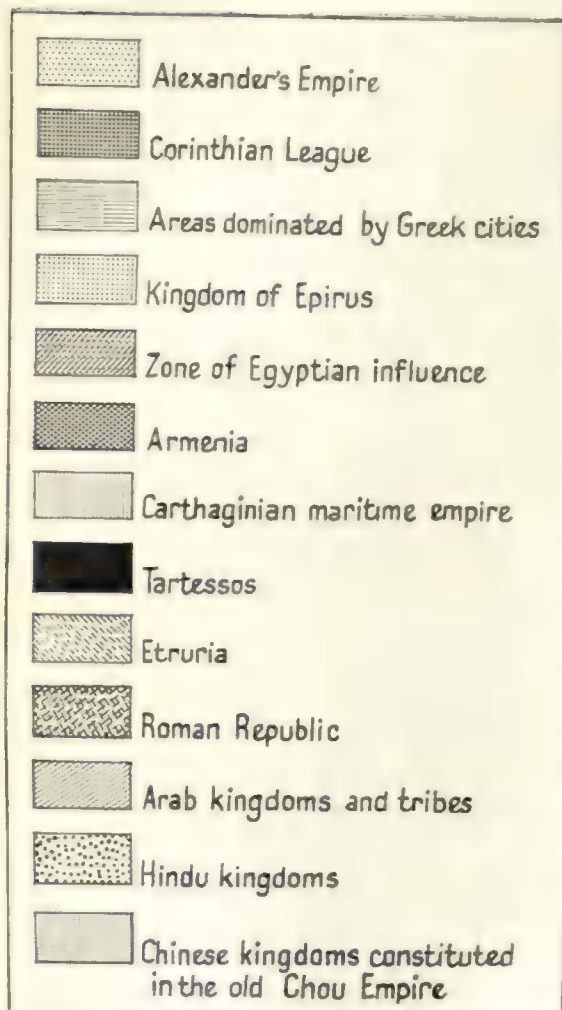 Alexander's Empire
Corinthian League
Areas dominated by Greek cities
Kingdom of Epirus
Zone of Egyptian influence
Armenia
Carthaginian maritime empire
Tartessos
Etruria
Roman Republic
Arab kingdoms and tribes
Hindu kingdoms
Chinese kingdoms constituted
in the old Chou Empire